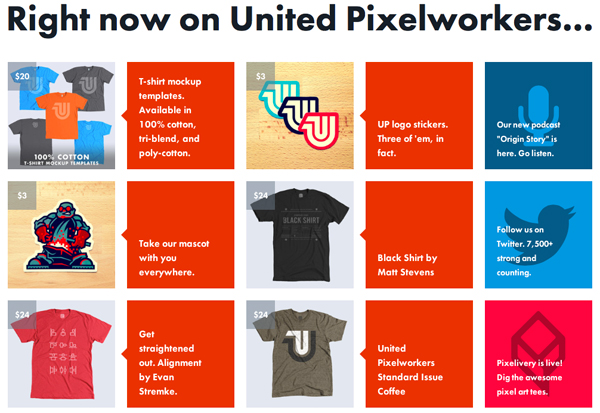 Right now on United Pixelworkers...
$20
100% COTTON
T-SHIRT MOCKUP TEMPLATES
T-shirt mockup
templates.
Available in
100% cotton,
tri-blend, and
poly-cotton.
$3
UP logo stickers.
Three of 'em, in
fact.
Our new podcast
"Origin Story" is
here. Go listen.
$3
Take our mascot
with you
everywhere.
$24
BLACK SHIRT
Black Shirt by
Matt Stevens
Follow us on
Twitter. 7,500+
strong and
counting.
$24
Get
straightened
out. Alignment
by Evan
Stremke.
$24
United
Pixelworkers
Standard Issue
Coffee
Pixelivery is live!
Dig the awesome
pixel art tees.